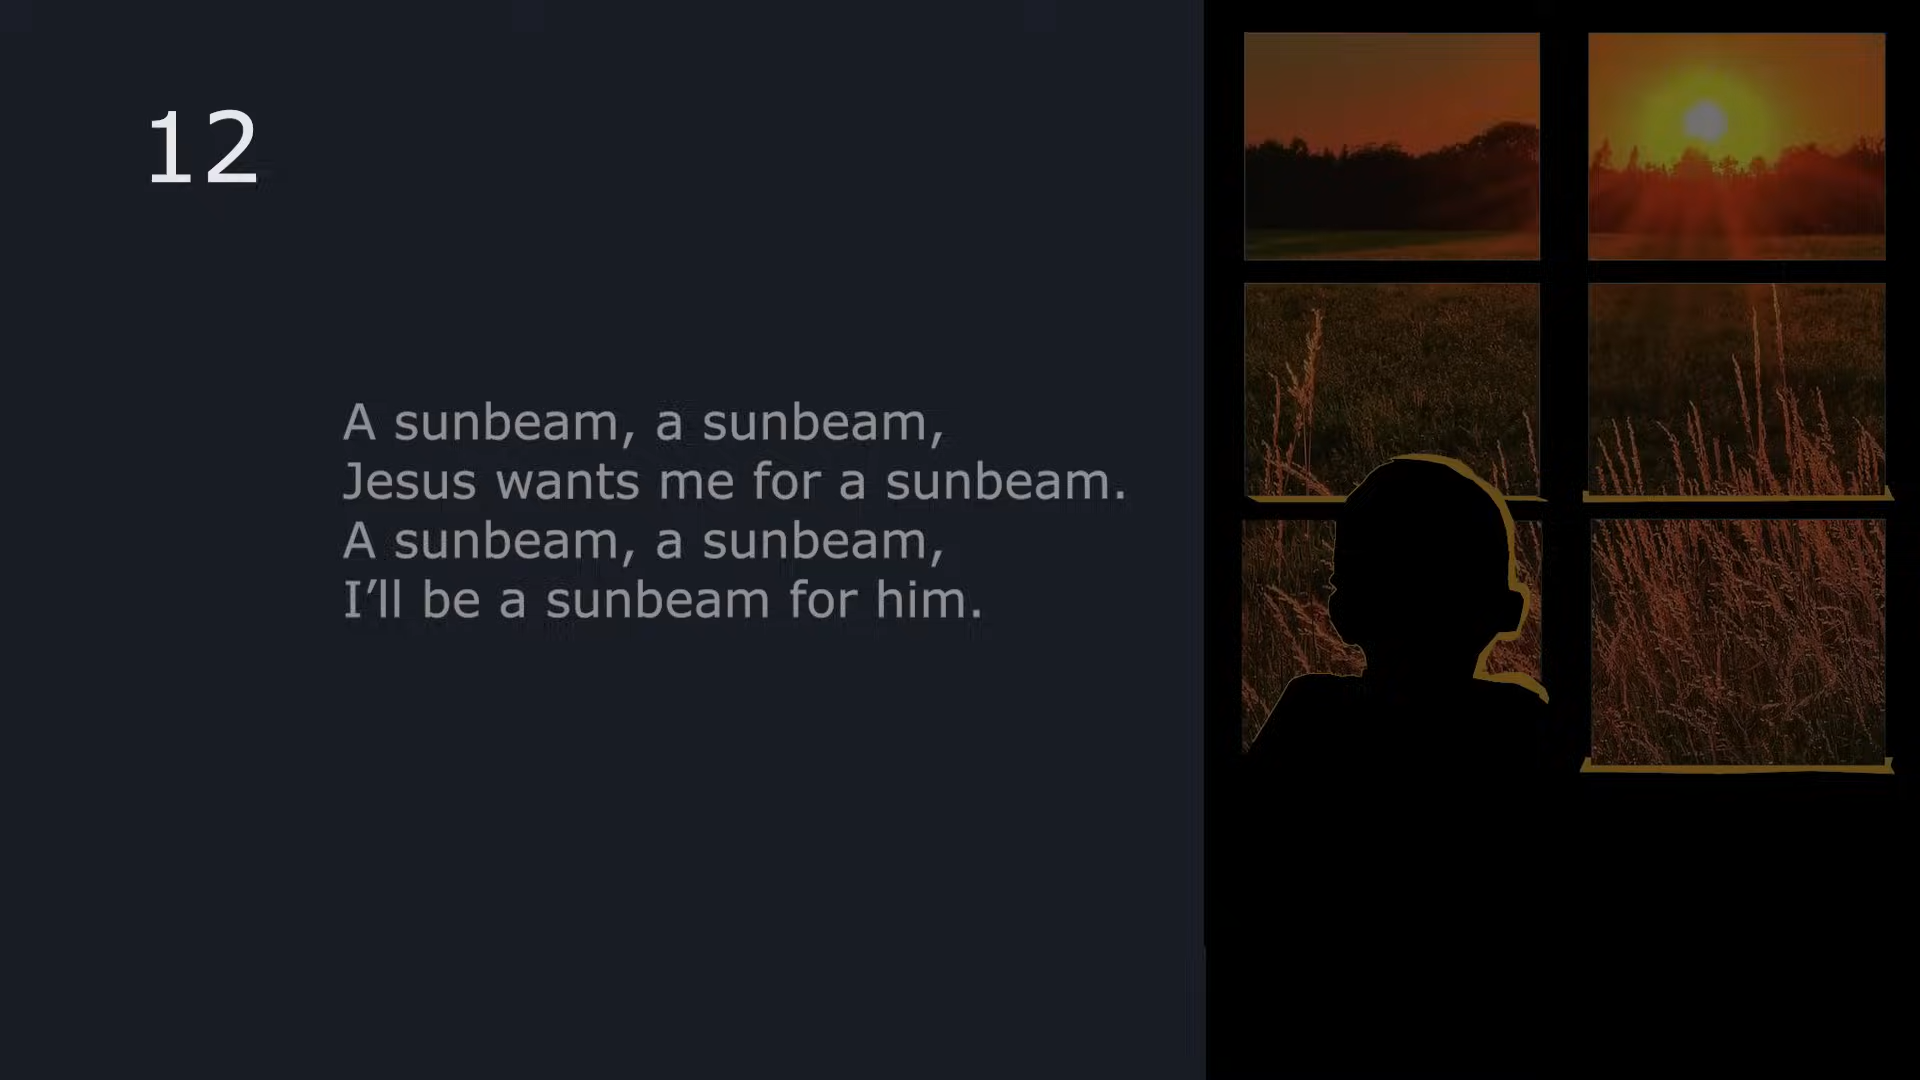 12
A sunbeam, a sunbeam,
Jesus wants me for a sunbeam.
A sunbeam, a sunbeam,
I’ll be a sunbeam for him.